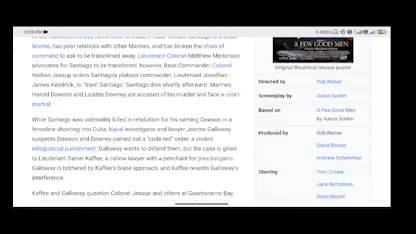 Marine, has poor relations with other Marines, and has broken the chain of
command to ask to be transferred away. Lieutenant Colonel Matthew Markinson
advocates for Santiago to be transferred; however, Base Commander Colonel
Nathan Jessup orders Santiago's platoon commander, Lieutenant Jonathan
James Kendrick, to "train" Santiago. Santiago dies shortly afterward. Marines
Harold Dawson and Louden Downey are accused of his murder and face a court-
martial.
While Santiago was ostensibly killed in retaliation for his naming Dawson in a
fenceline shooting into Cuba, Naval investigator and lawyer Joanne Galloway
suspects Dawson and Downey carried out a "code red" order: a violent
extrajudicial punishment. Galloway wants to defend them, but the case is given
to Lieutenant Daniel Kaffee, a callow lawyer with a penchant for plea bargains.
Galloway is bothered by Kaffee's blasé approach, and Kaffee resents Galloway's
interference.
Kaffee and Galloway question Colonel Jessup and others at Guantanamo Bay.
A FEW GOOD MEN
Original theatrical release poster
Directed by Rob Reiner
Screenplay by Aaron Sorkin
Based on A Few Good Men
by Aaron Sorkin
Produced by Rob Reiner
David Brown
Andrew Scheinman
Starring Tom Cruise
Jack Nicholson
Demi Moore